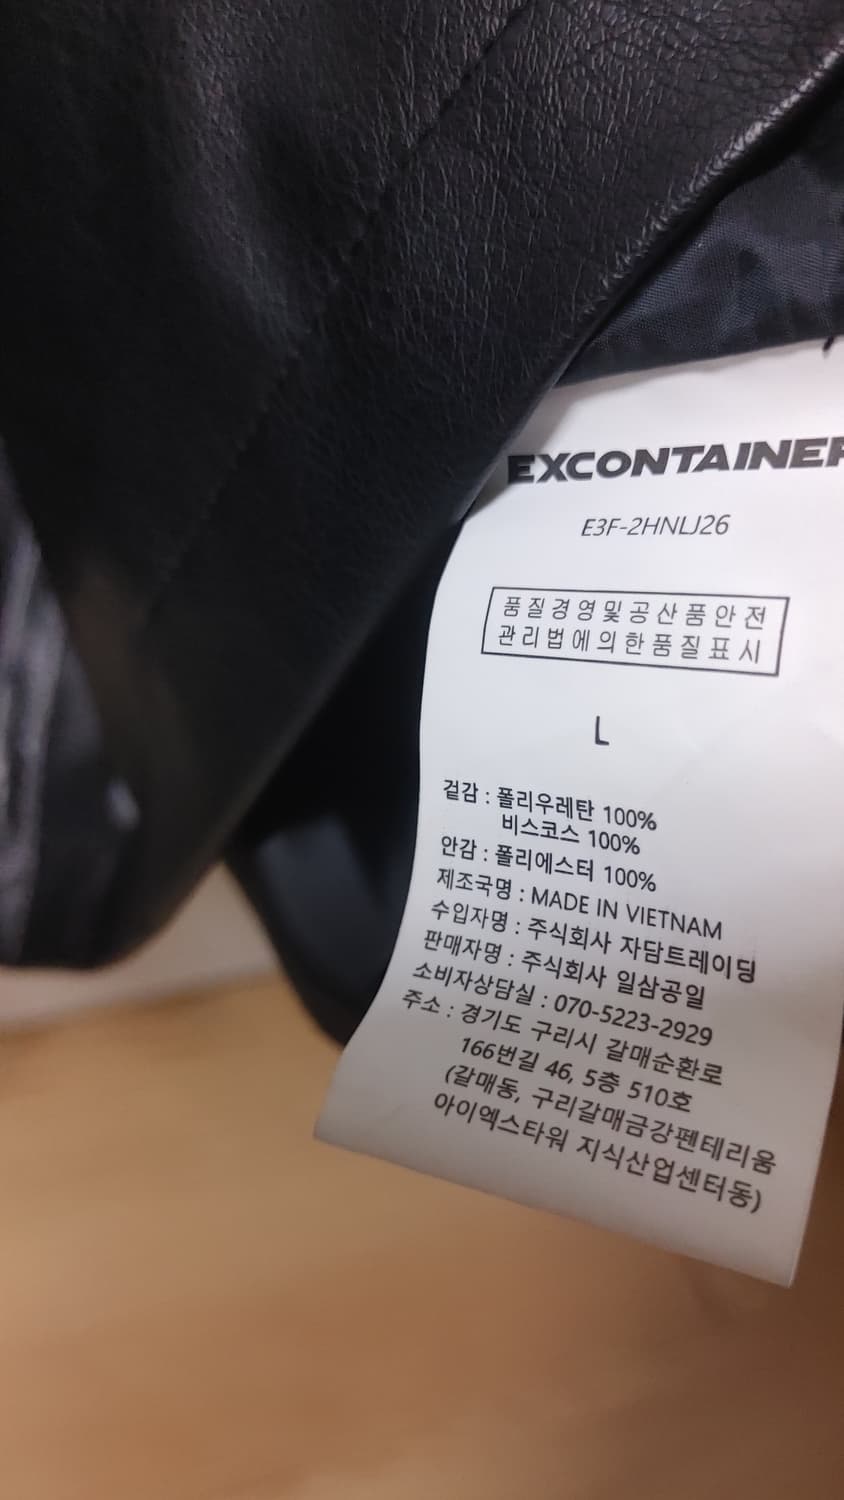 EXCONTAINER
E3F-2HNLJ26
품질경영및공산품안전
관리법에의한품질표시
L
겉감 : 폴리우레탄 100%
비스코스 100%
안감 : 폴리에스터 100%
제조국명 : MADE IN VIETNAM
수입자명 : 주식회사 자담트레이딩
판매자명 : 주식회사 일삼공일
소비자상담실 : 070-5223-2929
주소 : 경기도 구리시 갈매순환로
166번길 46, 5층 510호
(갈매동, 구리갈매금강펜테리움
아이엑스타워 지식산업센터동)